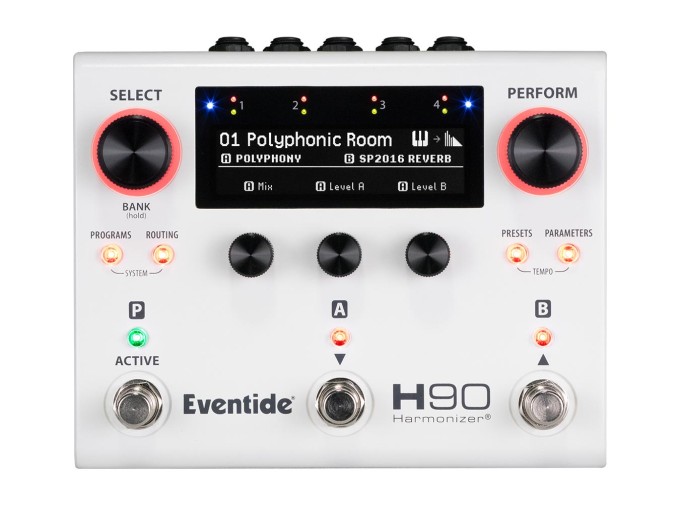 SELECT
PERFORM
1 2 3 4
01 Polyphonic Room
A POLYPHONY B SP2016 REVERB
A Mix A Level A A Level B
BANK
(hold)
PROGRAMS ROUTING
SYSTEM
PRESETS PARAMETERS
TEMPO
P A B
ACTIVE
Eventide®
H90
Harmonizer®